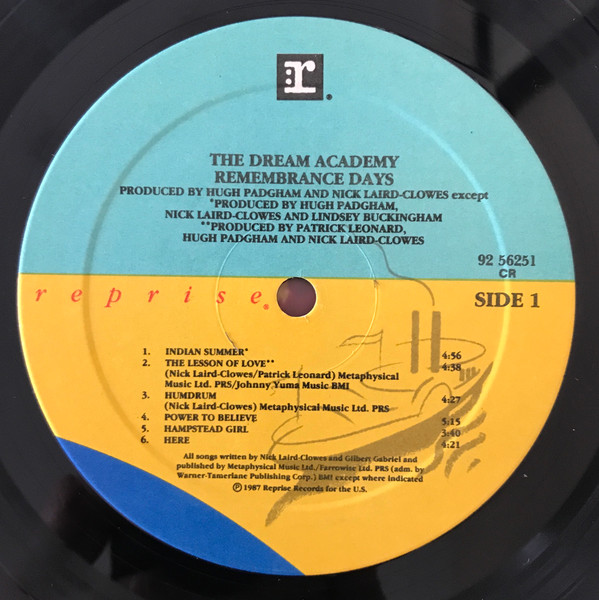 r®
THE DREAM ACADEMY
REMEMBRANCE DAYS
PRODUCED BY HUGH PADGHAM AND NICK LAIRD-CLOWES except
*PRODUCED BY HUGH PADGHAM,
NICK LAIRD-CLOWES AND LINDSEY BUCKINGHAM
**PRODUCED BY PATRICK LEONARD,
HUGH PADGHAM AND NICK LAIRD-CLOWES
92 56251
CR
reprise®
SIDE 1
1. INDIAN SUMMER* 4:56
2. THE LESSON OF LOVE** 4:38
(Nick Laird-Clowes/Patrick Leonard) Metaphysical
Music Ltd. PRS/Johnny Yuma Music BMI
3. HUMDRUM 4:27
(Nick Laird-Clowes) Metaphysical Music Ltd. PRS
4. POWER TO BELIEVE 5:15
5. HAMPSTEAD GIRL 3:40
6. HERE 4:21
All songs written by Nick Laird-Clowes and Gilbert Gabriel and
published by Metaphysical Music Ltd./Farrowise Ltd. PRS (adm. by
Warner-Tamerlane Publishing Corp.) BMI except where indicated
℗ 1987 Reprise Records for the U.S.